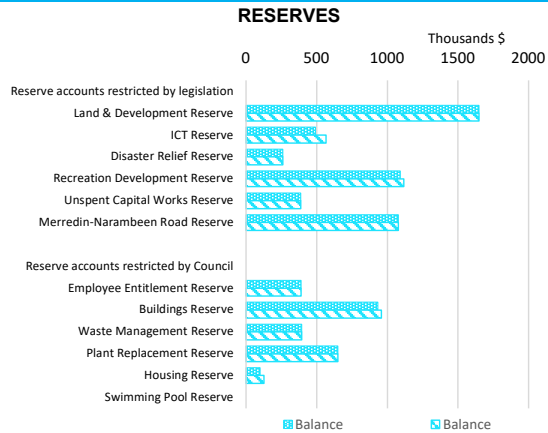 RESERVES
Thousands $
0 500 1000 1500 2000
Reserve accounts restricted by legislation
Land & Development Reserve
ICT Reserve
Disaster Relief Reserve
Recreation Development Reserve
Unspent Capital Works Reserve
Merredin-Narambeen Road Reserve
Reserve accounts restricted by Council
Employee Entitlement Reserve
Buildings Reserve
Waste Management Reserve
Plant Replacement Reserve
Housing Reserve
Swimming Pool Reserve
Balance Balance